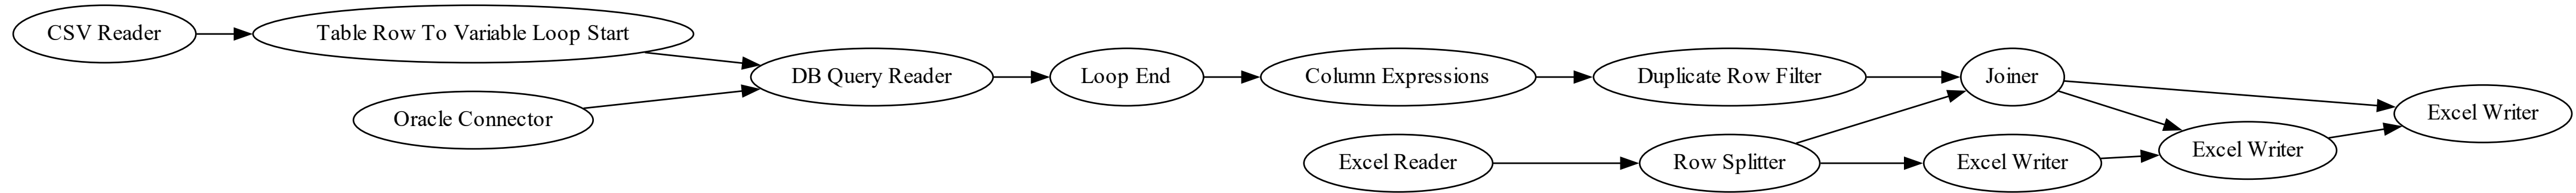 CSV Reader
Table Row To Variable Loop Start
Oracle Connector
DB Query Reader
Loop End
Column Expressions
Duplicate Row Filter
Joiner
Excel Reader
Row Splitter
Excel Writer
Excel Writer
Excel Writer